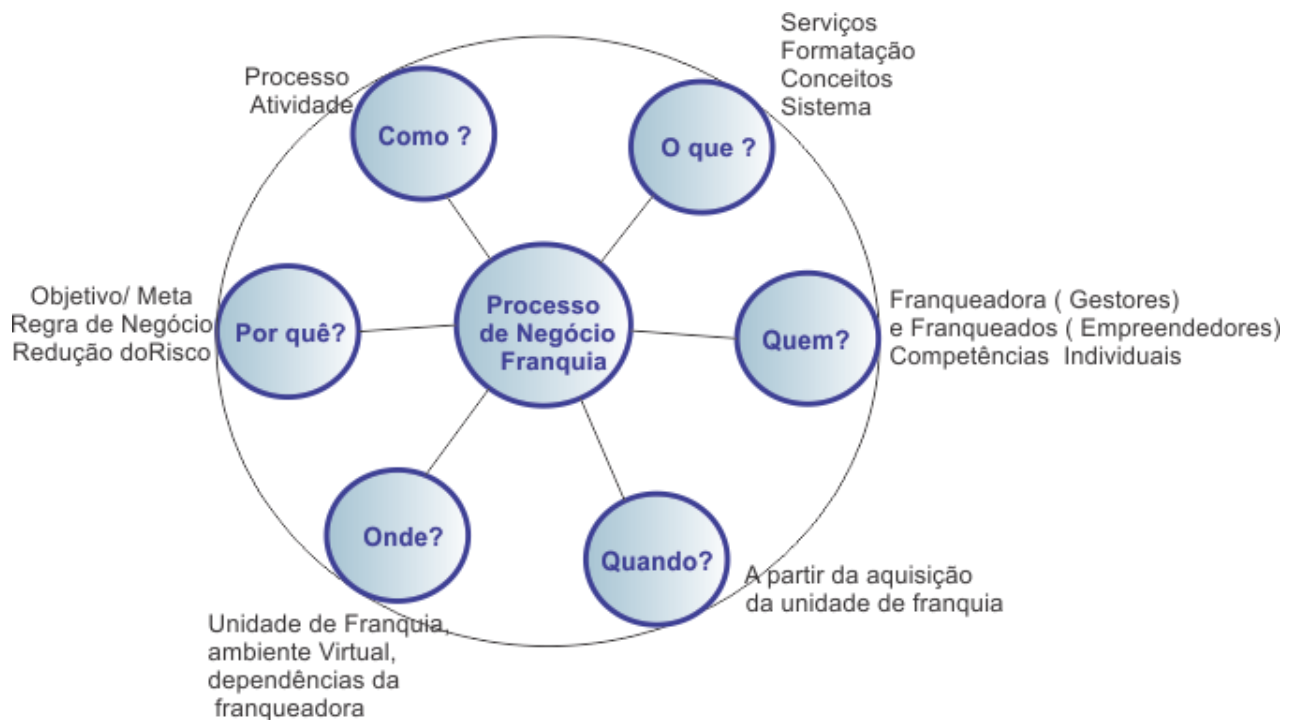 Serviços
Formatação
Conceitos
Sistema
Processo
Atividade
Como ?
O que ?
Objetivo/ Meta
Regra de Negócio
Redução doRisco
Por quê?
Processo
de Negócio
Franquia
Quem?
Franqueadora ( Gestores)
e Franqueados ( Empreendedores)
Competências Individuais
Onde?
Quando?
A partir da aquisição
da unidade de franquia
Unidade de Franquia,
ambiente Virtual,
dependências da
franqueadora